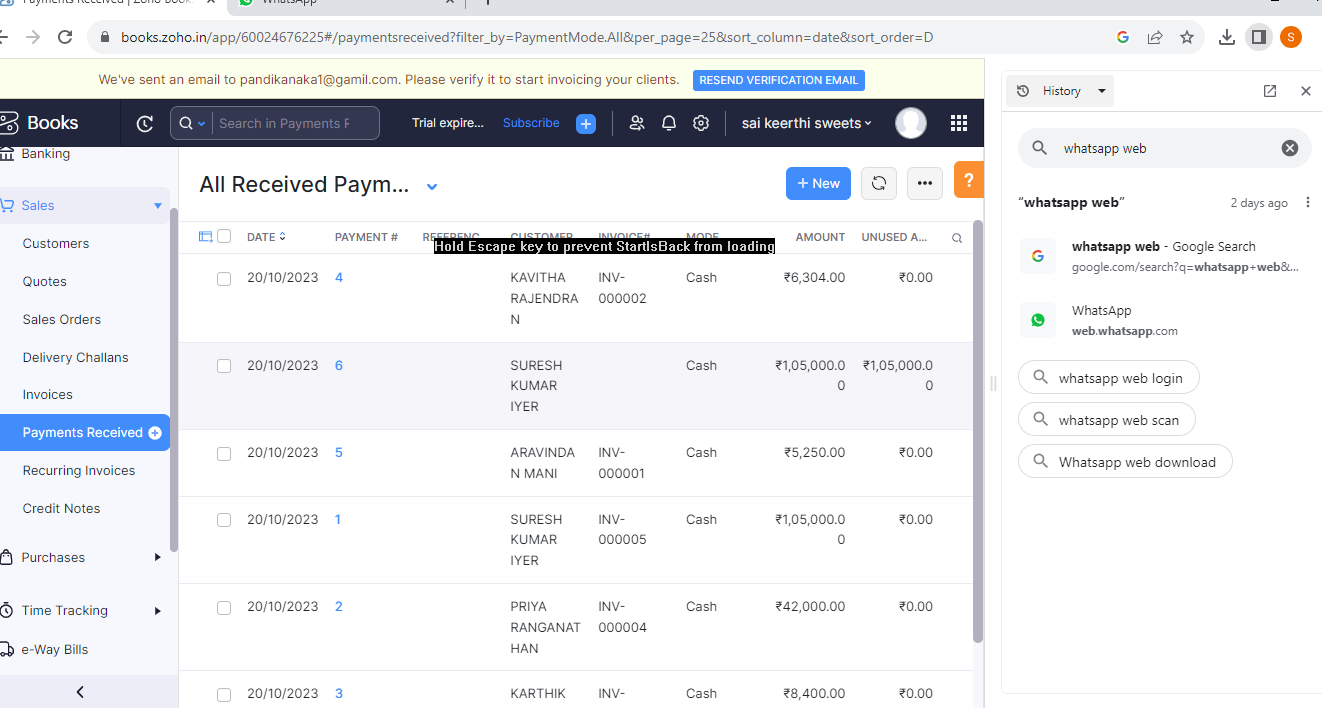 Payments Received | Zoho Book
WhatsApp
books.zoho.in/app/60024676225#/paymentsreceived?filter_by=PaymentMode.All&per_page=25&sort_column=date&sort_order=D
S
We've sent an email to pandikanaka1@gamil.com. Please verify it to start invoicing your clients. RESEND VERIFICATION EMAIL
Books
Search in Payments R
Trial expire... Subscribe
sai keerthi sweets
Banking
Sales
Customers
Quotes
Sales Orders
Delivery Challans
Invoices
Payments Received
Recurring Invoices
Credit Notes
Purchases
Time Tracking
e-Way Bills
All Received Paym...
+ New
?
DATE PAYMENT # CUSTOMER INVOICE# MODE AMOUNT UNUSED A...
Hold Escape key to prevent StartIsBack from loading
20/10/2023 4 KAVITHA INV- Cash ₹6,304.00 ₹0.00
RAJENDRA 000002
N
20/10/2023 6 SURESH Cash ₹1,05,000.0 ₹1,05,000.0
KUMAR 0 0
IYER
20/10/2023 5 ARAVINDA INV- Cash ₹5,250.00 ₹0.00
N MANI 000001
20/10/2023 1 SURESH INV- Cash ₹1,05,000.0 ₹0.00
KUMAR 000005 0
IYER
20/10/2023 2 PRIYA INV- Cash ₹42,000.00 ₹0.00
RANGANAT 000004
HAN
20/10/2023 3 KARTHIK INV- Cash ₹8,400.00 ₹0.00
History
whatsapp web
“whatsapp web” 2 days ago
whatsapp web - Google Search
google.com/search?q=whatsapp+web&...
WhatsApp
web.whatsapp.com
whatsapp web login
whatsapp web scan
Whatsapp web download